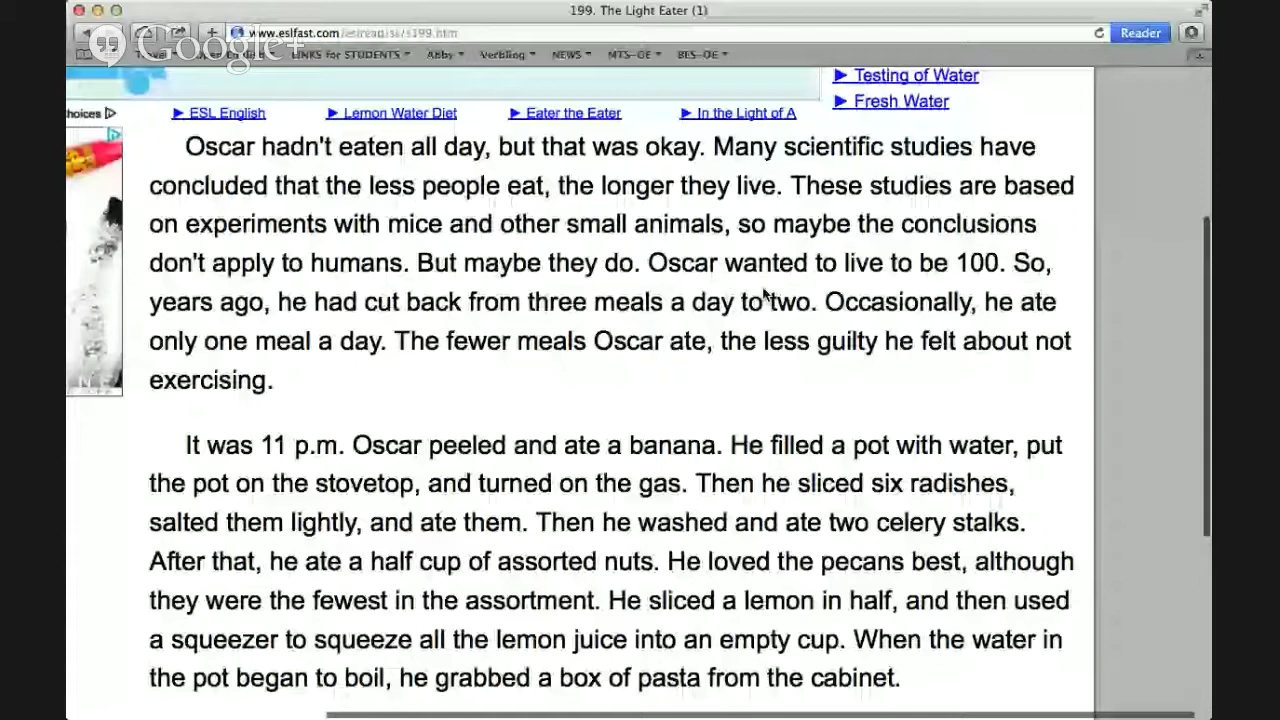 199. The Light Eater (1)
www.eslfast.com/eslread/ss/s199.htm
Reader
Google+
LINKS for STUDENTS Abby Verbling NEWS MTS-OE BES-OE
▶ Testing of Water
▶ Fresh Water
hoices
▶ ESL English ▶ Lemon Water Diet ▶ Eater the Eater ▶ In the Light of A
Oscar hadn't eaten all day, but that was okay. Many scientific studies have
concluded that the less people eat, the longer they live. These studies are based
on experiments with mice and other small animals, so maybe the conclusions
don't apply to humans. But maybe they do. Oscar wanted to live to be 100. So,
years ago, he had cut back from three meals a day to two. Occasionally, he ate
only one meal a day. The fewer meals Oscar ate, the less guilty he felt about not
exercising.
It was 11 p.m. Oscar peeled and ate a banana. He filled a pot with water, put
the pot on the stovetop, and turned on the gas. Then he sliced six radishes,
salted them lightly, and ate them. Then he washed and ate two celery stalks.
After that, he ate a half cup of assorted nuts. He loved the pecans best, although
they were the fewest in the assortment. He sliced a lemon in half, and then used
a squeezer to squeeze all the lemon juice into an empty cup. When the water in
the pot began to boil, he grabbed a box of pasta from the cabinet.